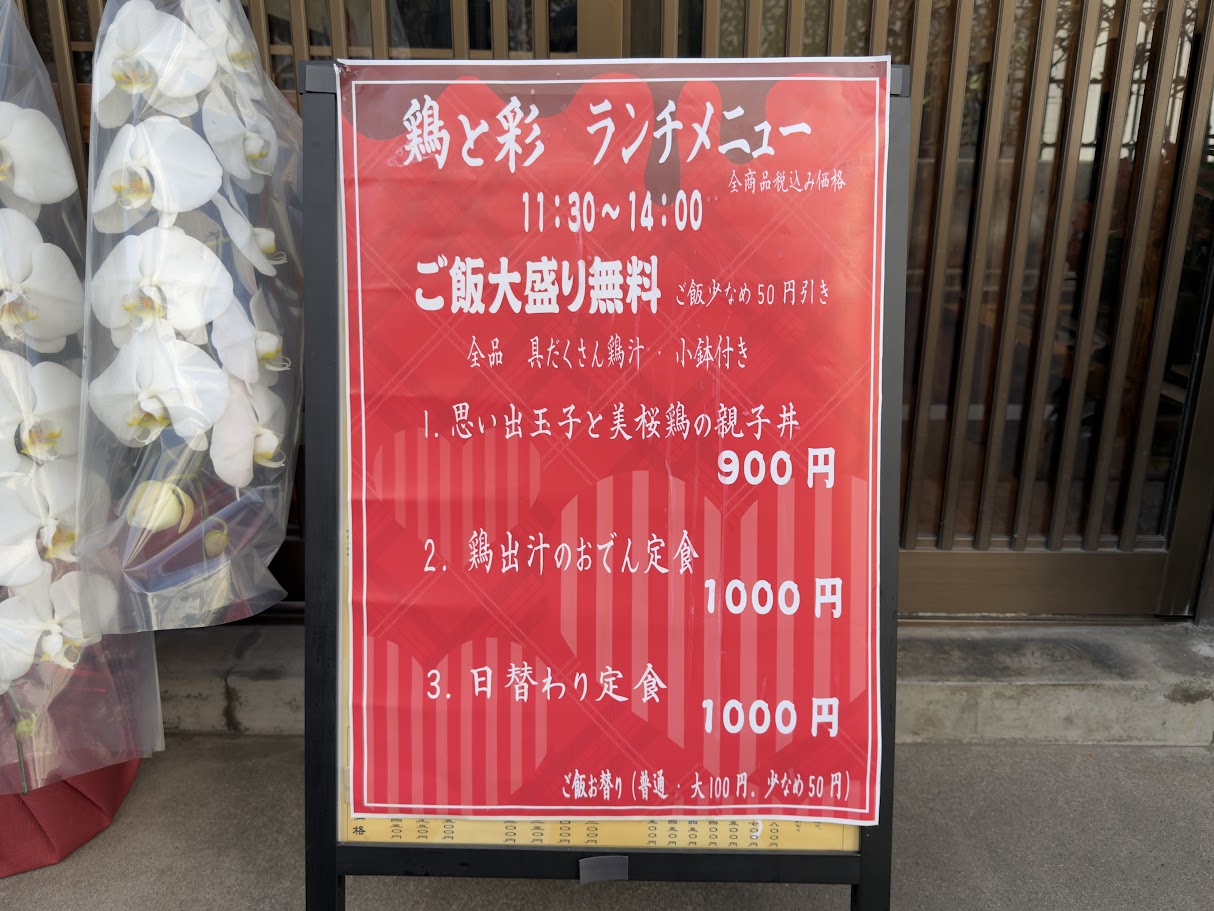 鶏と彩 ランチメニュー
全商品税込み価格
11:30~14:00
ご飯大盛り無料 ご飯少なめ50円引き
全品 具だくさん鶏汁・小鉢付き
1. 思い出玉子と美桜鶏の親子丼
900円
2. 鶏出汁のおでん定食
1000円
3. 日替わり定食
1000円
ご飯お替り(普通・大100円.少なめ50円)